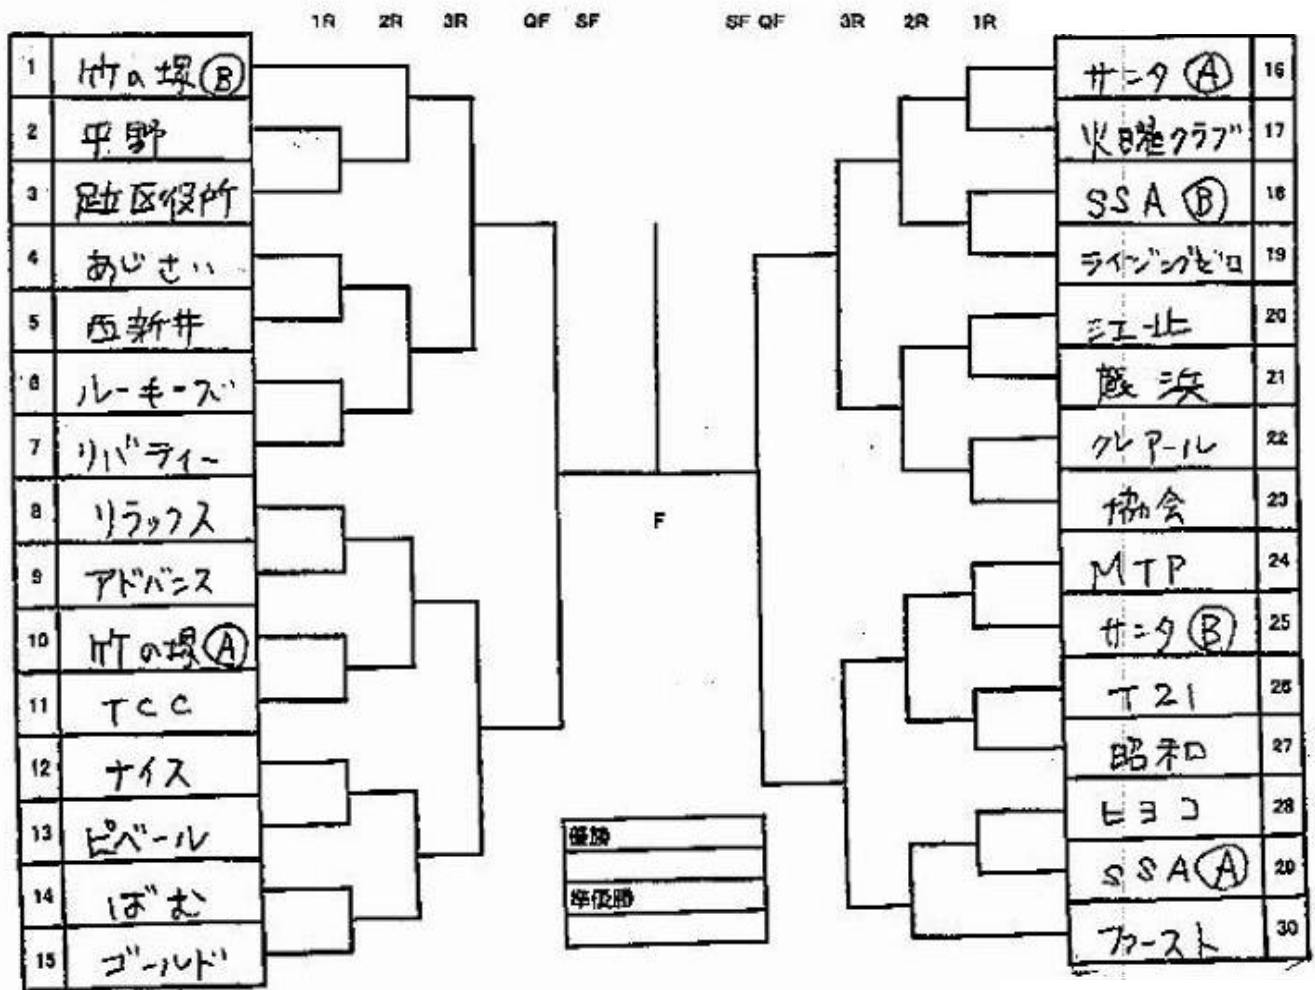 1R 2R 3R QF SF
SF QF 3R 2R 1R
1 竹の塚Ⓑ
2 平野
3 足立区役所
4 あじさい
5 西新井
6 ルーキーズ
7 リバティー
8 リラックス
9 アドバンス
10 竹の塚Ⓐ
11 TCC
12 ナイス
13 ピベール
14 ばむ
15 ゴールド
F
優勝
準優勝
サニタⒶ 16
火曜クラブ 17
SSAⒷ 18
ライジングゼロ 19
江北 20
蔵浜 21
クレアール 22
協会 23
MTP 24
サニタⒷ 25
T21 26
昭和 27
ヒヨコ 28
SSAⒶ 29
ファースト 30